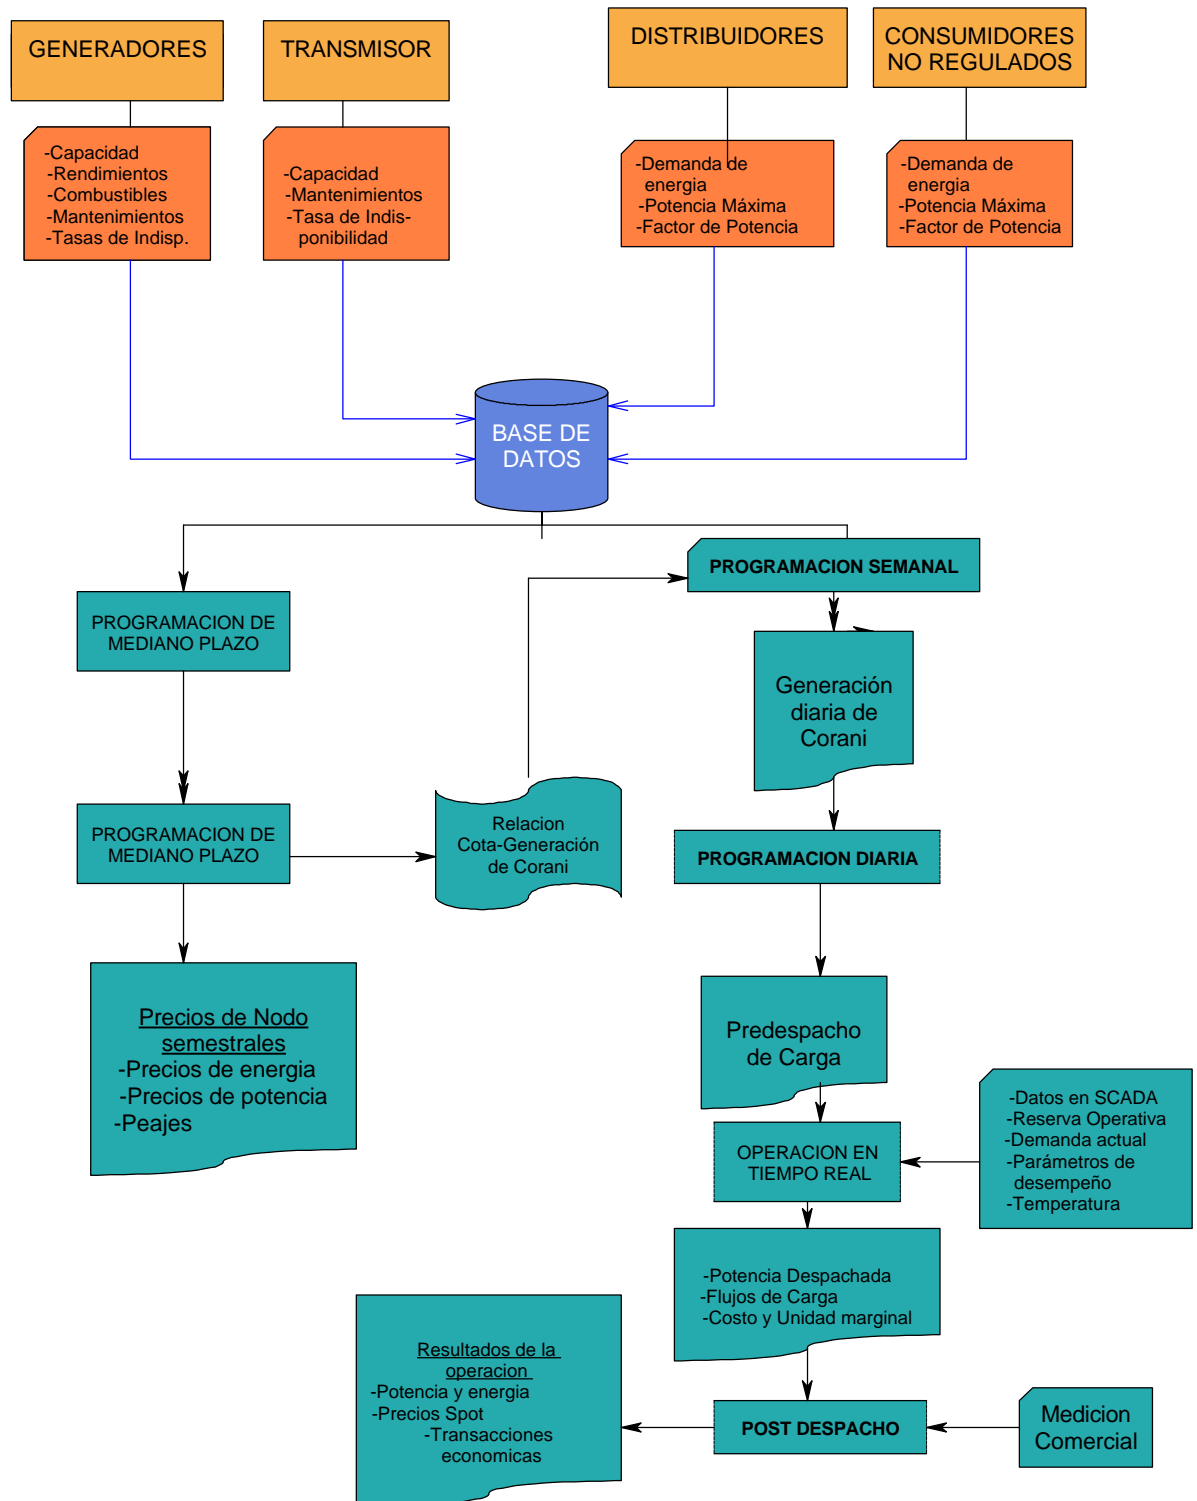 GENERADORES
TRANSMISOR
DISTRIBUIDORES
CONSUMIDORES
NO REGULADOS
-Capacidad
-Rendimientos
-Combustibles
-Mantenimientos
-Tasas de Indisp.
-Capacidad
-Mantenimientos
-Tasa de Indis-
ponibilidad
-Demanda de
energia
-Potencia Máxima
-Factor de Potencia
-Demanda de
energia
-Potencia Máxima
-Factor de Potencia
BASE DE
DATOS
PROGRAMACION SEMANAL
PROGRAMACION DE
MEDIANO PLAZO
Generación
diaria de
Corani
PROGRAMACION DE
MEDIANO PLAZO
Relacion
Cota-Generación
de Corani
PROGRAMACION DIARIA
Precios de Nodo
semestrales
-Precios de energia
-Precios de potencia
-Peajes
Predespacho
de Carga
OPERACION EN
TIEMPO REAL
-Datos en SCADA
-Reserva Operativa
-Demanda actual
-Parámetros de
desempeño
-Temperatura
-Potencia Despachada
-Flujos de Carga
-Costo y Unidad marginal
Resultados de la
operacion
-Potencia y energia
-Precios Spot
-Transacciones
economicas
POST DESPACHO
Medicion
Comercial